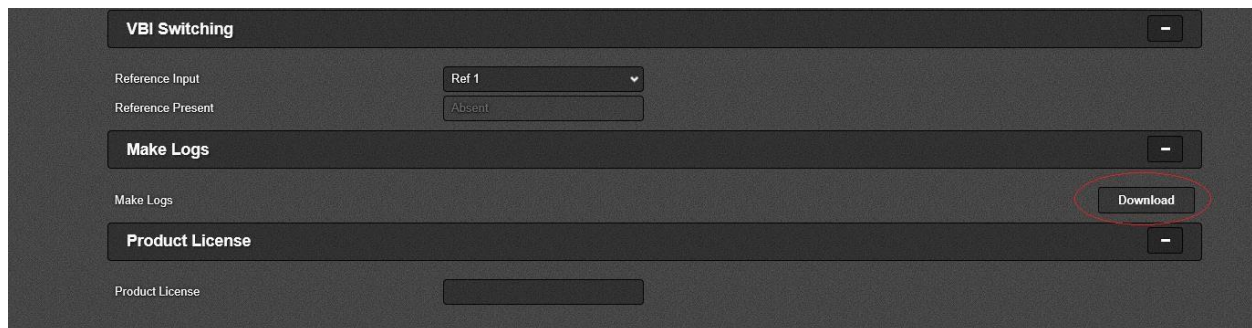 VBI Switching
Reference Input Ref 1
Reference Present Absent
Make Logs
Make Logs Download
Product License
Product License